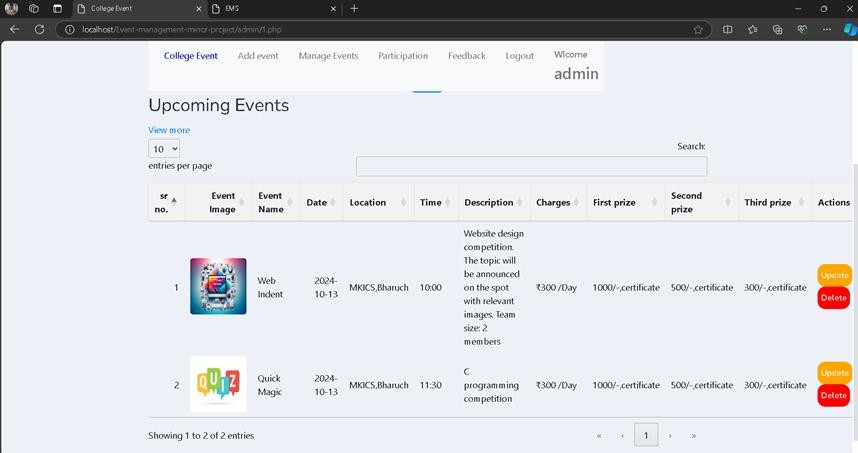 College Event
EMS
localhost/Event-management-minor-project/admin/1.php
College Event Add event Manage Events Participation Feedback Logout Wlcome
admin
Upcoming Events
View more
10
entries per page
Search:
sr no. Event Image Event Name Date Location Time Description Charges First prize Second prize Third prize Actions
1 Web Indent 2024-10-13 MKICS,Bharuch 10:00 Website design competition. The topic will be announced on the spot with relevant images. Team size: 2 members ₹300 /Day 1000/-,certificate 500/-,certificate 300/-,certificate Update Delete
2 QUIZ Quick Magic 2024-10-13 MKICS,Bharuch 11:30 C programming competition ₹300 /Day 1000/-,certificate 500/-,certificate 300/-,certificate Update Delete
Showing 1 to 2 of 2 entries
« ‹ 1 › »